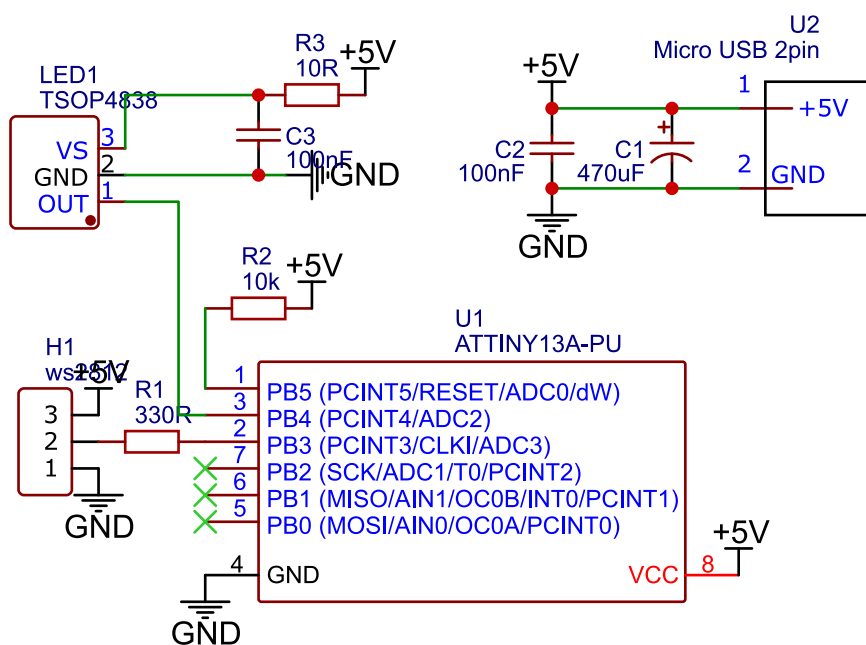 LED1
TSOP4838
VS
GND
OUT
3
2
1
R3
10R
+5V
C3
100nF
GND
U2
Micro USB 2pin
+5V
1
+5V
2
GND
C2
100nF
C1
470uF
+
GND
R2
10k
+5V
H1
ws2812
+5V
3
2
1
R1
330R
GND
U1
ATTINY13A-PU
1 PB5 (PCINT5/RESET/ADC0/dW)
3 PB4 (PCINT4/ADC2)
2 PB3 (PCINT3/CLKI/ADC3)
7 PB2 (SCK/ADC1/T0/PCINT2)
6 PB1 (MISO/AIN1/OC0B/INT0/PCINT1)
5 PB0 (MOSI/AIN0/OC0A/PCINT0)
4 GND
VCC 8
+5V
GND